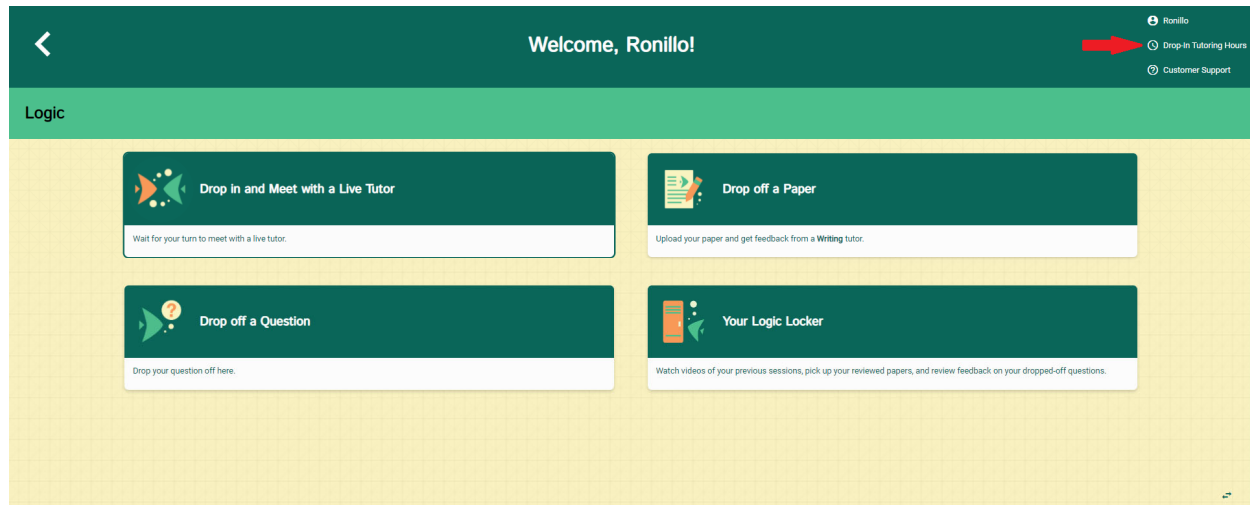 Welcome, Ronillo!
Ronillo
Drop-In Tutoring Hours
Customer Support
Logic
Drop in and Meet with a Live Tutor
Wait for your turn to meet with a live tutor.
Drop off a Paper
Upload your paper and get feedback from a Writing tutor.
?
Drop off a Question
Drop your question off here.
Your Logic Locker
Watch videos of your previous sessions, pick up your reviewed papers, and review feedback on your dropped-off questions.